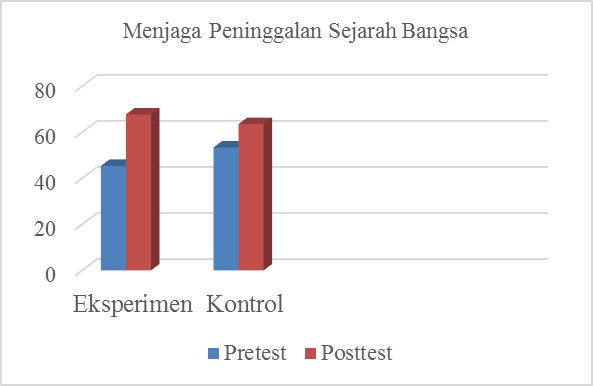 Menjaga Peninggalan Sejarah Bangsa
80
60
40
20
0
Eksperimen Kontrol
Pretest Posttest